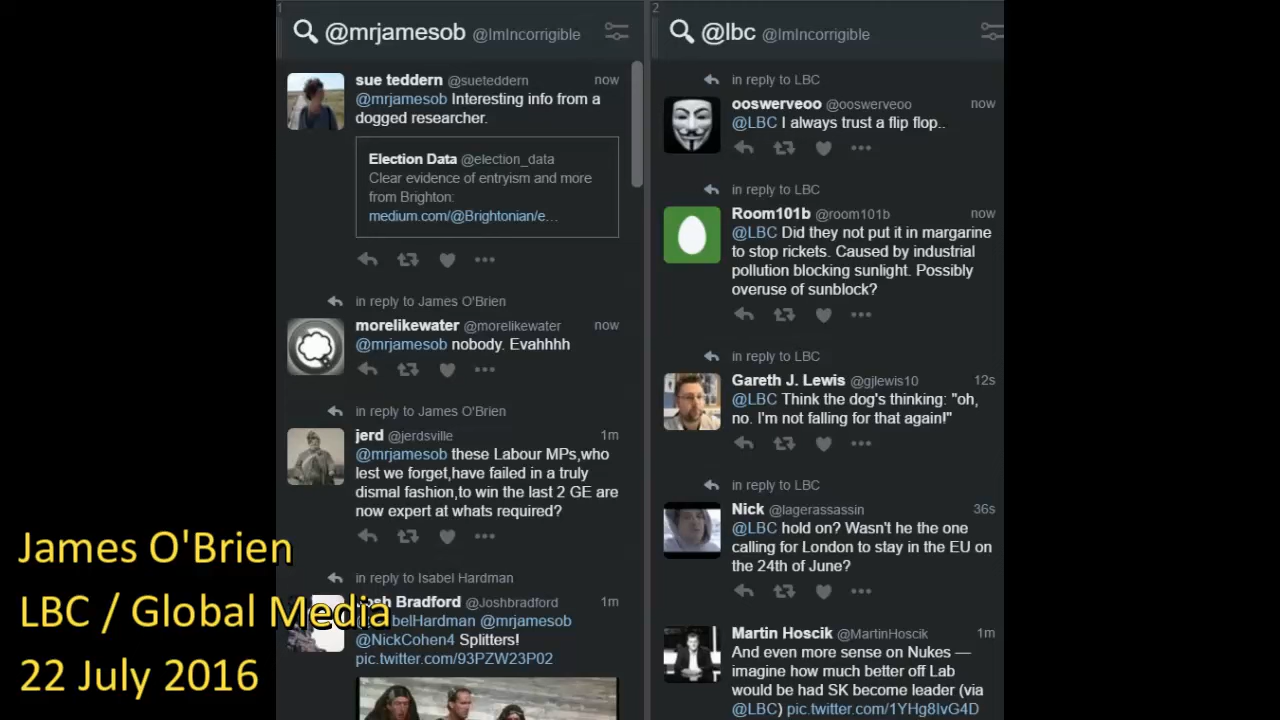 1
@mrjamesob @ImIncorrigible
sue teddern @sueteddern now
@mrjamesob Interesting info from a
dogged researcher.
Election Data @election_data
Clear evidence of entryism and more
from Brighton:
medium.com/@Brightonian/e…
in reply to James O'Brien
morelikewater @morelikewater now
@mrjamesob nobody. Evahhhh
in reply to James O'Brien
jerd @jerdsville 1m
@mrjamesob these Labour MPs,who
lest we forget,have failed in a truly
dismal fashion,to win the last 2 GE are
now expert at whats required?
in reply to Isabel Hardman
Bradford @Joshbradford 1m
@mrjamesob
@NickCohen4 Splitters!
pic.twitter.com/93PZW23P02
2
@lbc @ImIncorrigible
in reply to LBC
ooswerveoo @ooswerveoo now
@LBC I always trust a flip flop..
in reply to LBC
Room101b @room101b now
@LBC Did they not put it in margarine
to stop rickets. Caused by industrial
pollution blocking sunlight. Possibly
overuse of sunblock?
in reply to LBC
Gareth J. Lewis @gjlewis10 12s
@LBC Think the dog's thinking: "oh,
no. I'm not falling for that again!"
in reply to LBC
Nick @lagerassassin 36s
@LBC hold on? Wasn't he the one
calling for London to stay in the EU on
the 24th of June?
Martin Hoscik @MartinHoscik 1m
And even more sense on Nukes —
imagine how much better off Lab
would be had SK become leader (via
@LBC) pic.twitter.com/1YHg8IvG4D
James O'Brien
LBC / Global Media
22 July 2016